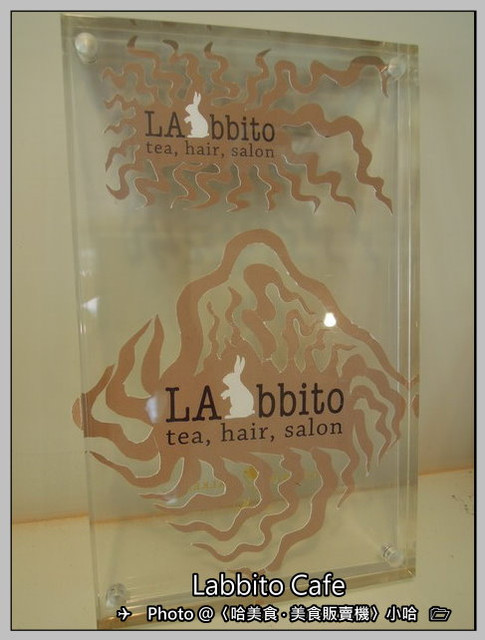 LAbbito
tea, hair, salon
LAbbito
tea, hair, salon
Labbito Cafe
✈ Photo @〈哈美食·美食販賣機〉小哈 🗁